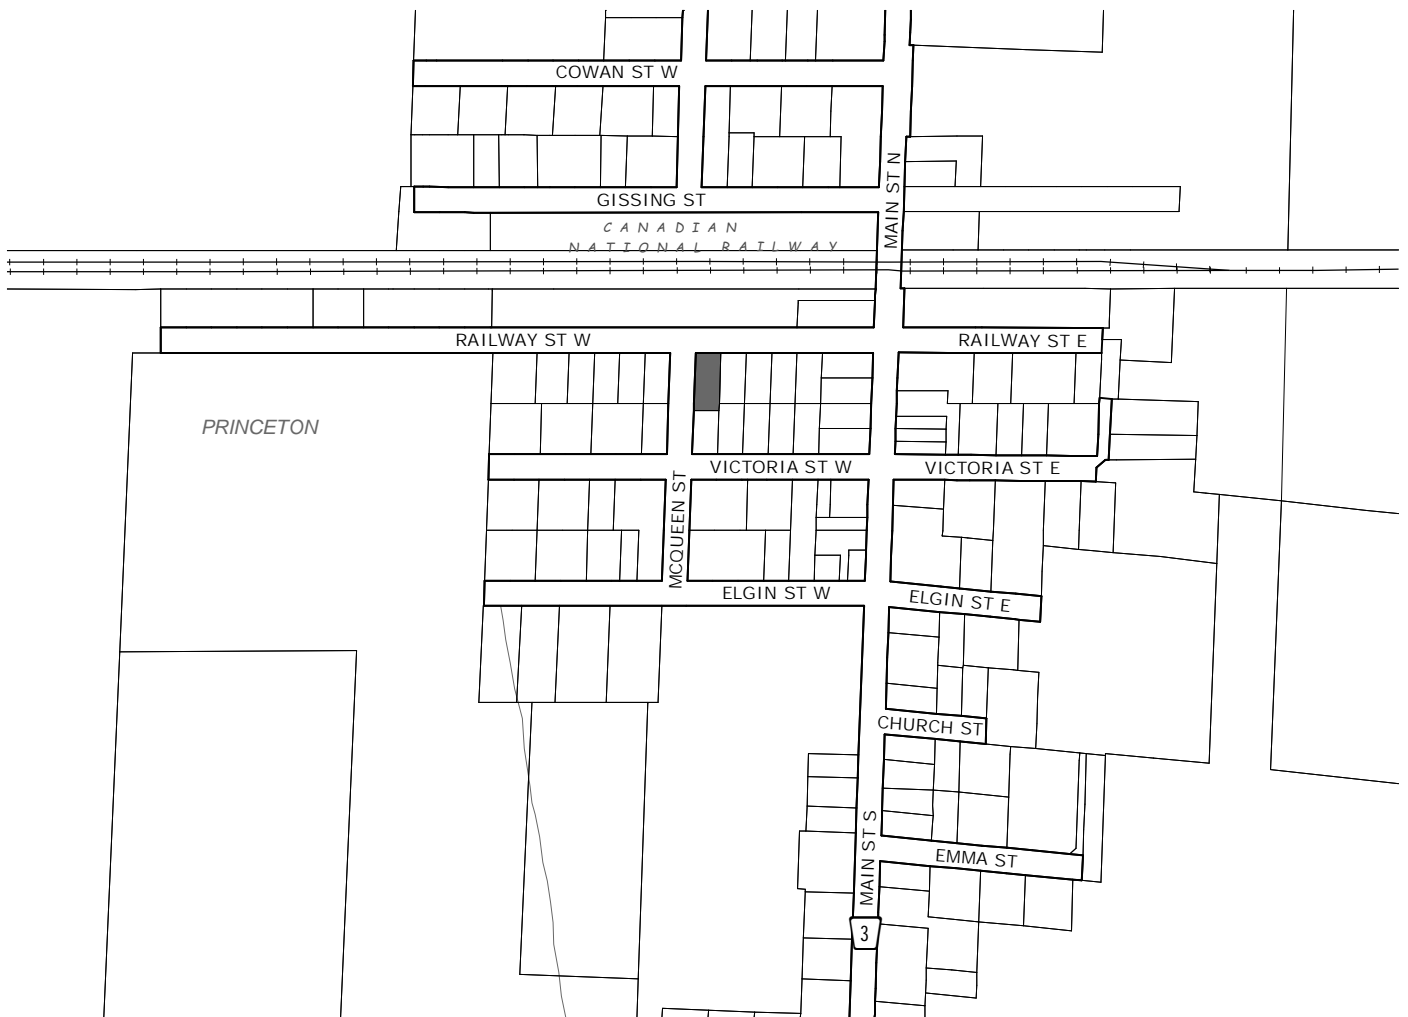 COWAN ST W
MAIN ST N
GISSING ST
CANADIAN
NATIONAL RAILWAY
RAILWAY ST W
RAILWAY ST E
PRINCETON
VICTORIA ST W
VICTORIA ST E
MCQUEEN ST
ELGIN ST W
ELGIN ST E
CHURCH ST
MAIN ST S
EMMA ST
3